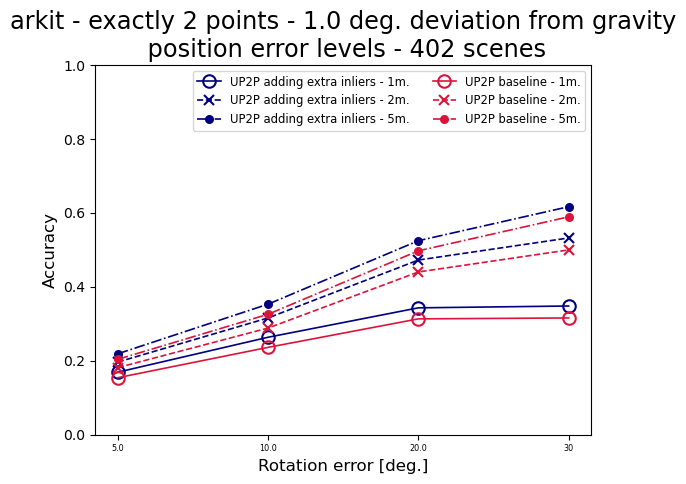 arkit - exactly 2 points - 1.0 deg. deviation from gravity
position error levels - 402 scenes
1.0
0.8
0.6
0.4
0.2
0.0
Accuracy
UP2P adding extra inliers - 1m.
UP2P adding extra inliers - 2m.
UP2P adding extra inliers - 5m.
UP2P baseline - 1m.
UP2P baseline - 2m.
UP2P baseline - 5m.
5.0
10.0
20.0
30
Rotation error [deg.]